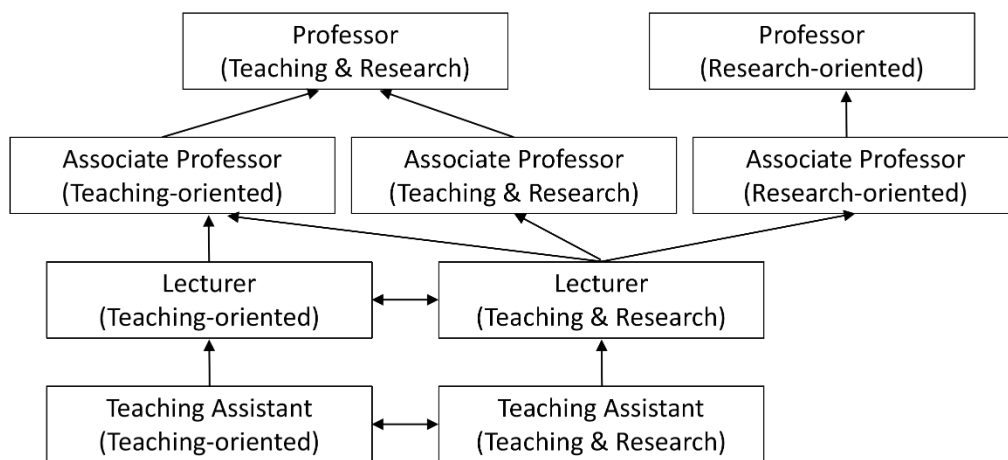 Professor
(Teaching & Research)
Professor
(Research-oriented)
Associate Professor
(Teaching-oriented)
Associate Professor
(Teaching & Research)
Associate Professor
(Research-oriented)
Lecturer
(Teaching-oriented)
Lecturer
(Teaching & Research)
Teaching Assistant
(Teaching-oriented)
Teaching Assistant
(Teaching & Research)